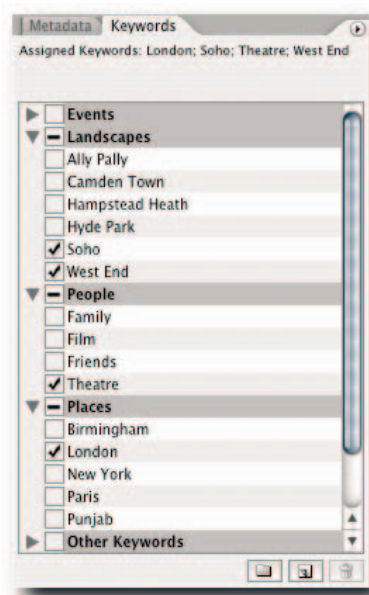 Metadata Keywords
Assigned Keywords: London; Soho; Theatre; West End
Events
Landscapes
Ally Pally
Camden Town
Hampstead Heath
Hyde Park
Soho
West End
People
Family
Film
Friends
Theatre
Places
Birmingham
London
New York
Paris
Punjab
Other Keywords